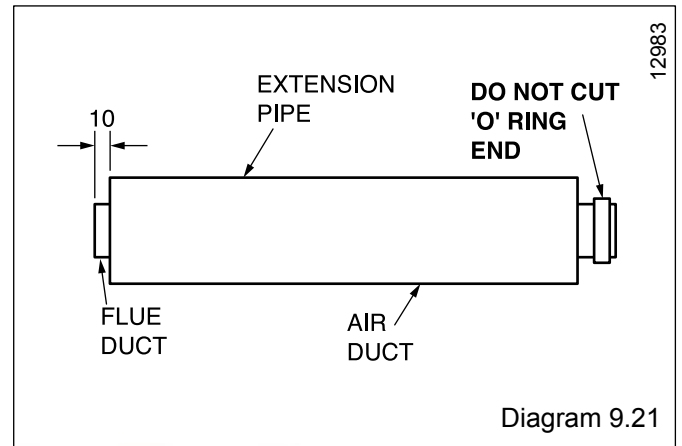 12983
EXTENSION
PIPE
DO NOT CUT
'O' RING
END
10
FLUE
DUCT
AIR
DUCT
Diagram 9.21